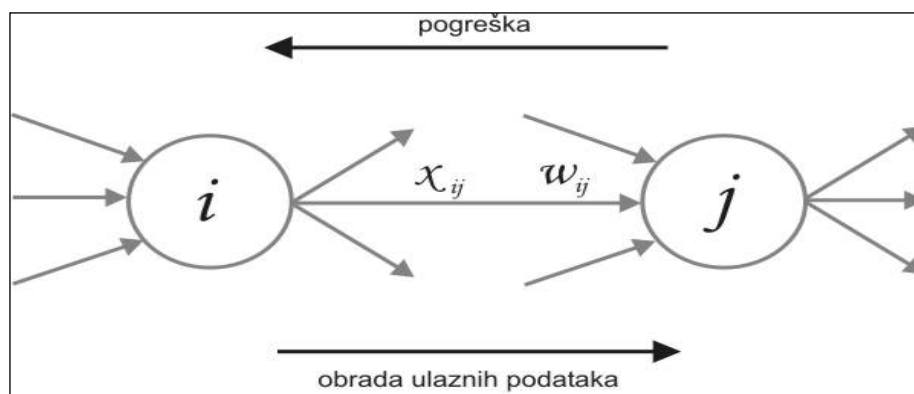 pogreška
i
x_ij w_ij
j
obrada ulaznih podataka